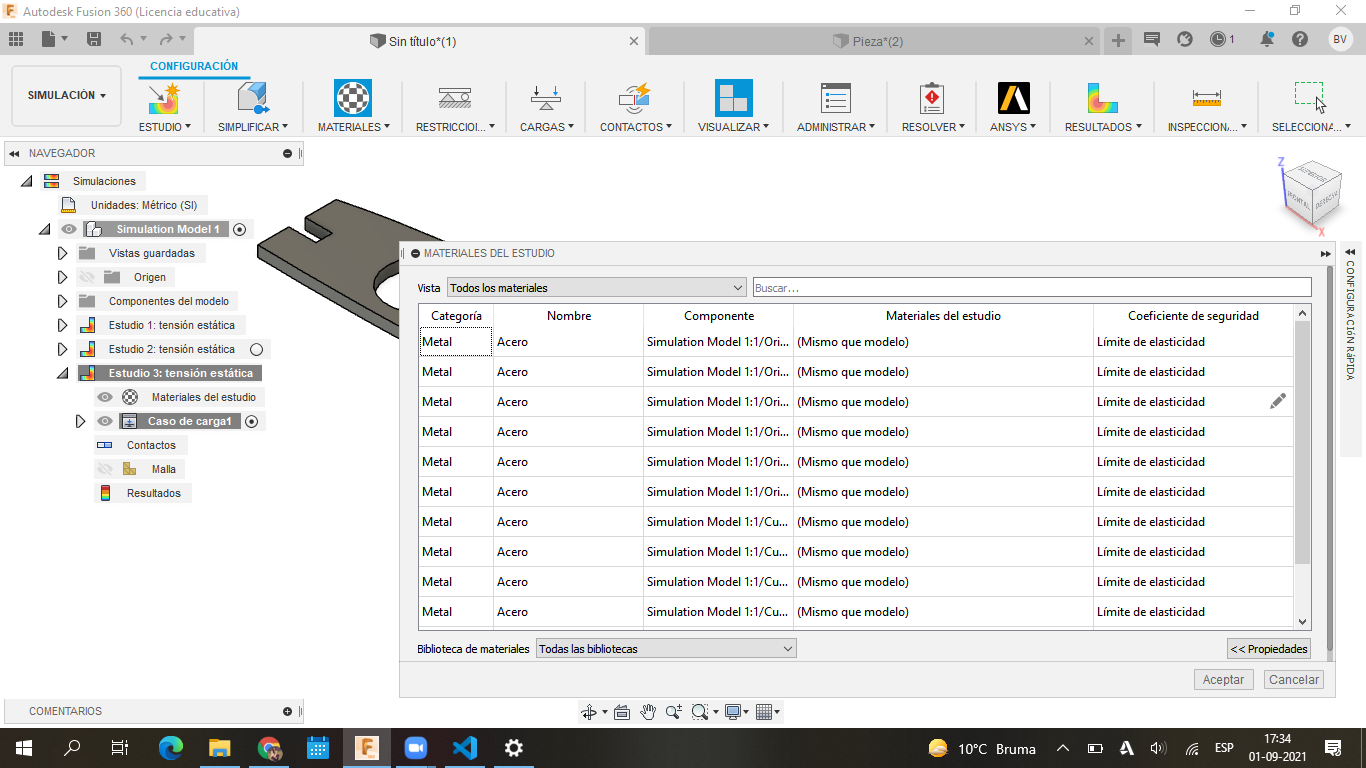 Autodesk Fusion 360 (Licencia educativa)
Sin título*(1)
Pieza*(2)
1
BV
CONFIGURACIÓN
SIMULACIÓN
ESTUDIO
SIMPLIFICAR
MATERIALES
RESTRICCIOI...
CARGAS
CONTACTOS
VISUALIZAR
ADMINISTRAR
RESOLVER
ANSYS
RESULTADOS
INSPECCION...
SELECCIONA...
NAVEGADOR
Simulaciones
Unidades: Métrico (SI)
Simulation Model 1
Vistas guardadas
Origen
Componentes del modelo
Estudio 1: tensión estática
Estudio 2: tensión estática
Estudio 3: tensión estática
Materiales del estudio
Caso de carga1
Contactos
Malla
Resultados
Z
SUPERIOR
FRONTAL
DERECHA
X
CONFIGURACIÓN RÁPIDA
MATERIALES DEL ESTUDIO
Vista Todos los materiales Buscar...
Categoría Nombre Componente Materiales del estudio Coeficiente de seguridad
Metal Acero Simulation Model 1:1/Ori... (Mismo que modelo) Límite de elasticidad
Metal Acero Simulation Model 1:1/Ori... (Mismo que modelo) Límite de elasticidad
Metal Acero Simulation Model 1:1/Ori... (Mismo que modelo) Límite de elasticidad
Metal Acero Simulation Model 1:1/Ori... (Mismo que modelo) Límite de elasticidad
Metal Acero Simulation Model 1:1/Ori... (Mismo que modelo) Límite de elasticidad
Metal Acero Simulation Model 1:1/Ori... (Mismo que modelo) Límite de elasticidad
Metal Acero Simulation Model 1:1/Cu... (Mismo que modelo) Límite de elasticidad
Metal Acero Simulation Model 1:1/Cu... (Mismo que modelo) Límite de elasticidad
Metal Acero Simulation Model 1:1/Cu... (Mismo que modelo) Límite de elasticidad
Metal Acero Simulation Model 1:1/Cu... (Mismo que modelo) Límite de elasticidad
Biblioteca de materiales Todas las bibliotecas << Propiedades
Aceptar Cancelar
COMENTARIOS
10°C Bruma
ESP
17:34
01-09-2021